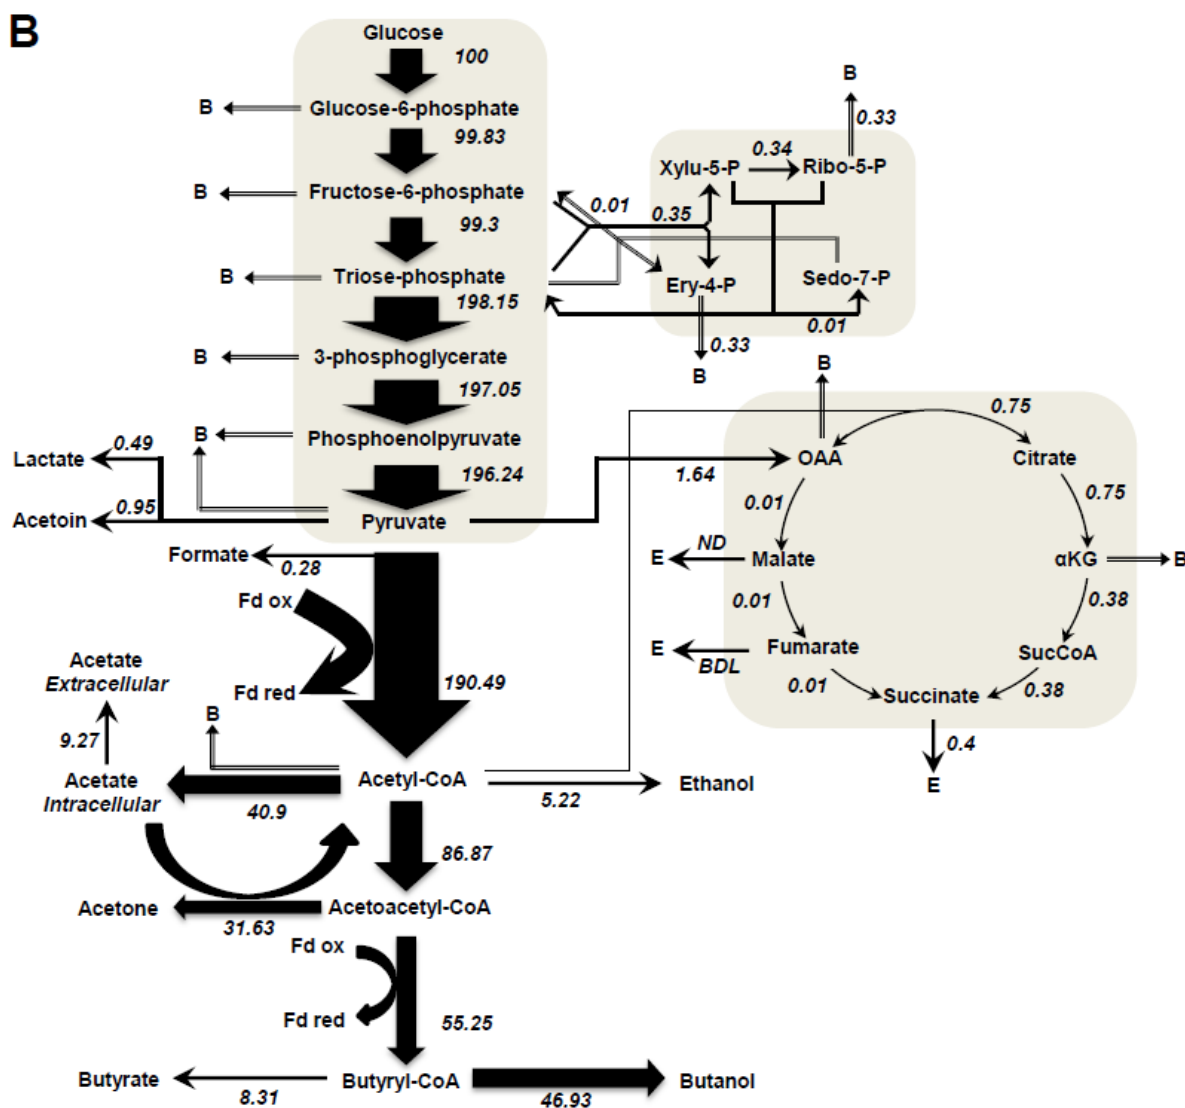 B
Glucose
100
B
Glucose-6-phosphate
99.83
B
Fructose-6-phosphate
99.3
B
Triose-phosphate
198.15
B
3-phosphoglycerate
197.05
B
Phosphoenolpyruvate
196.24
Pyruvate
Lactate
0.49
Acetoin
0.95
B
0.33
Xylu-5-P
0.34
Ribo-5-P
0.01
0.35
Ery-4-P
Sedo-7-P
0.33
0.01
B
B
1.64
OAA
0.75
Citrate
0.01
0.75
E
ND
Malate
αKG
B
0.01
0.38
E
BDL
Fumarate
SucCoA
0.01
0.38
Succinate
0.4
E
Formate
0.28
Fd ox
Fd red
190.49
Acetate
Extracellular
9.27
B
Acetate
Intracellular
40.9
Acetyl-CoA
5.22
Ethanol
86.87
Acetone
31.63
Acetoacetyl-CoA
Fd ox
Fd red
55.25
Butyrate
8.31
Butyryl-CoA
46.93
Butanol